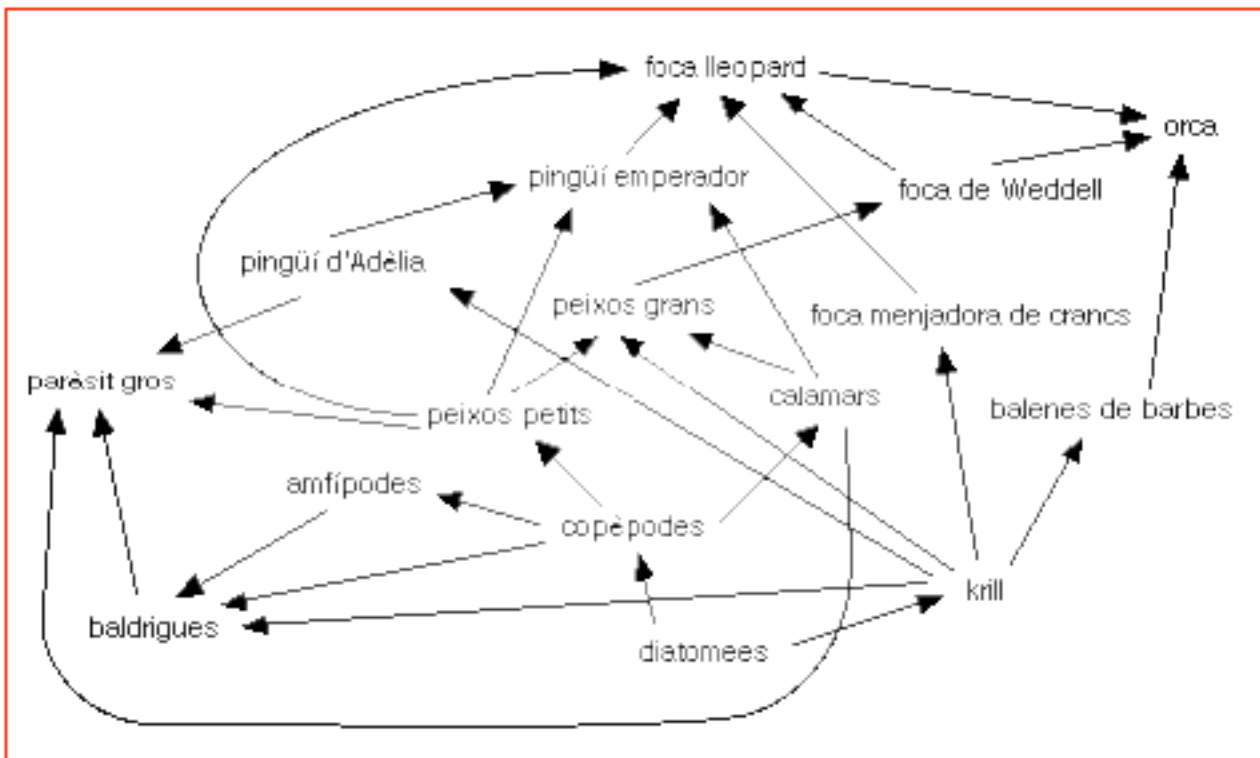 foca lleopard
orca
pingüí emperador
foca de Weddell
pingüí d'Adèlia
peixos grans
foca menjadora de crancs
paràsit gros
calamars
balenes de barbes
peixos petits
amfípodes
copèpodes
krill
baldrigues
diatomees